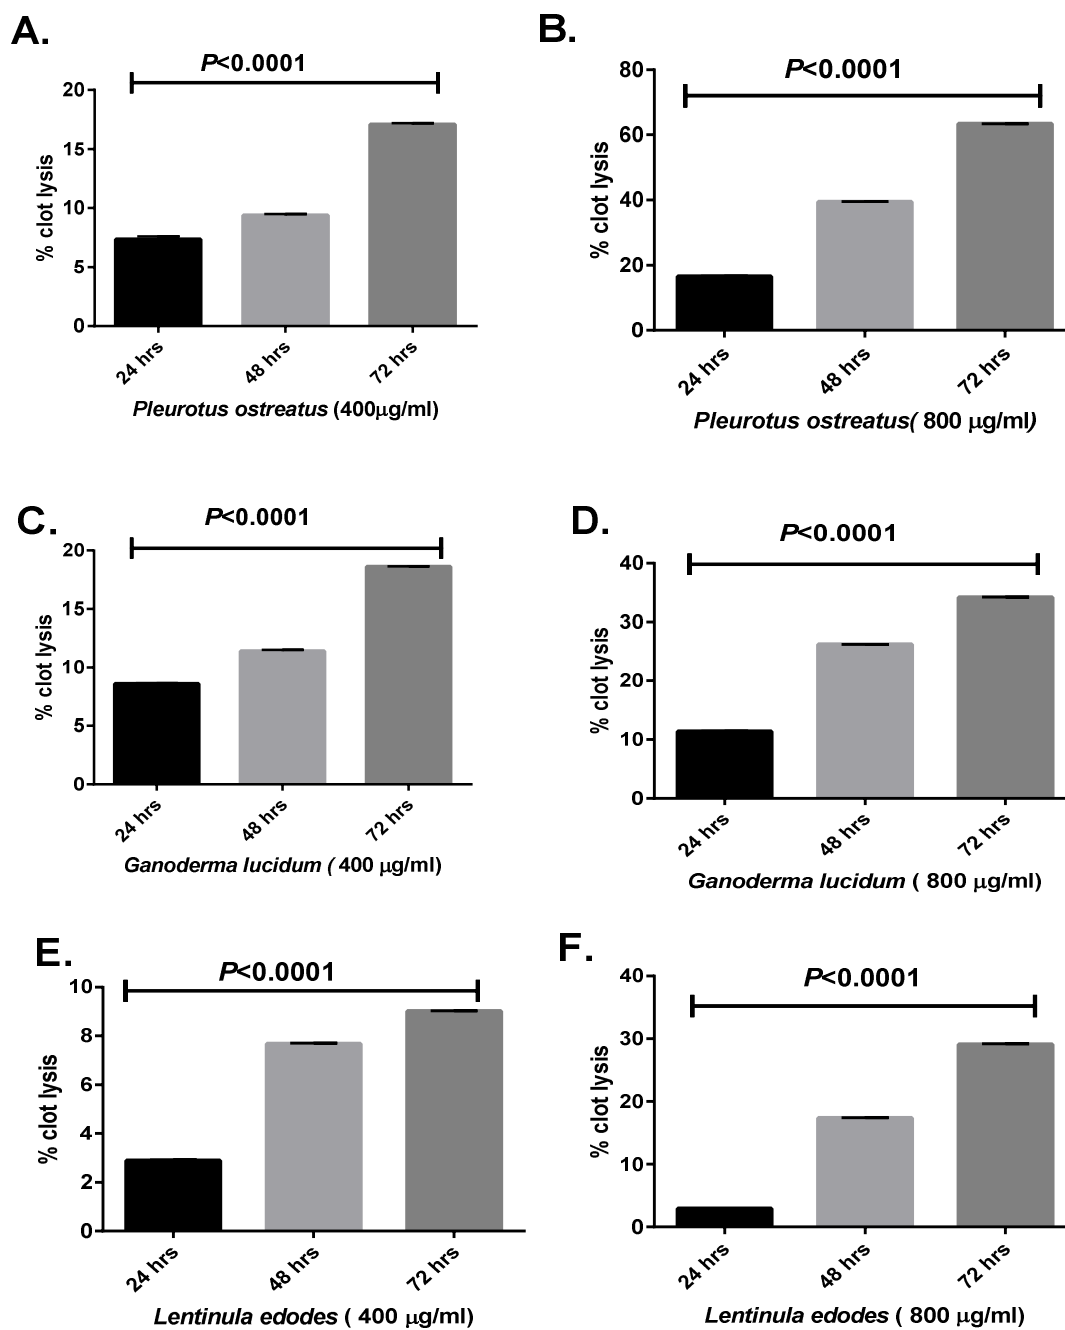 A.
P<0.0001
% clot lysis
20
15
10
5
0
24 hrs
48 hrs
72 hrs
Pleurotus ostreatus (400μg/ml)
B.
P<0.0001
% clot lysis
80
60
40
20
0
24 hrs
48 hrs
72 hrs
Pleurotus ostreatus( 800 μg/ml)
C.
P<0.0001
% clot lysis
20
15
10
5
0
24 hrs
48 hrs
72 hrs
Ganoderma lucidum ( 400 μg/ml)
D.
P<0.0001
% clot lysis
40
30
20
10
0
24 hrs
48 hrs
72 hrs
Ganoderma lucidum ( 800 μg/ml)
E.
P<0.0001
% clot lysis
10
8
6
4
2
0
24 hrs
48 hrs
72 hrs
Lentinula edodes ( 400 μg/ml)
F.
P<0.0001
% clot lysis
40
30
20
10
0
24 hrs
48 hrs
72 hrs
Lentinula edodes ( 800 μg/ml)